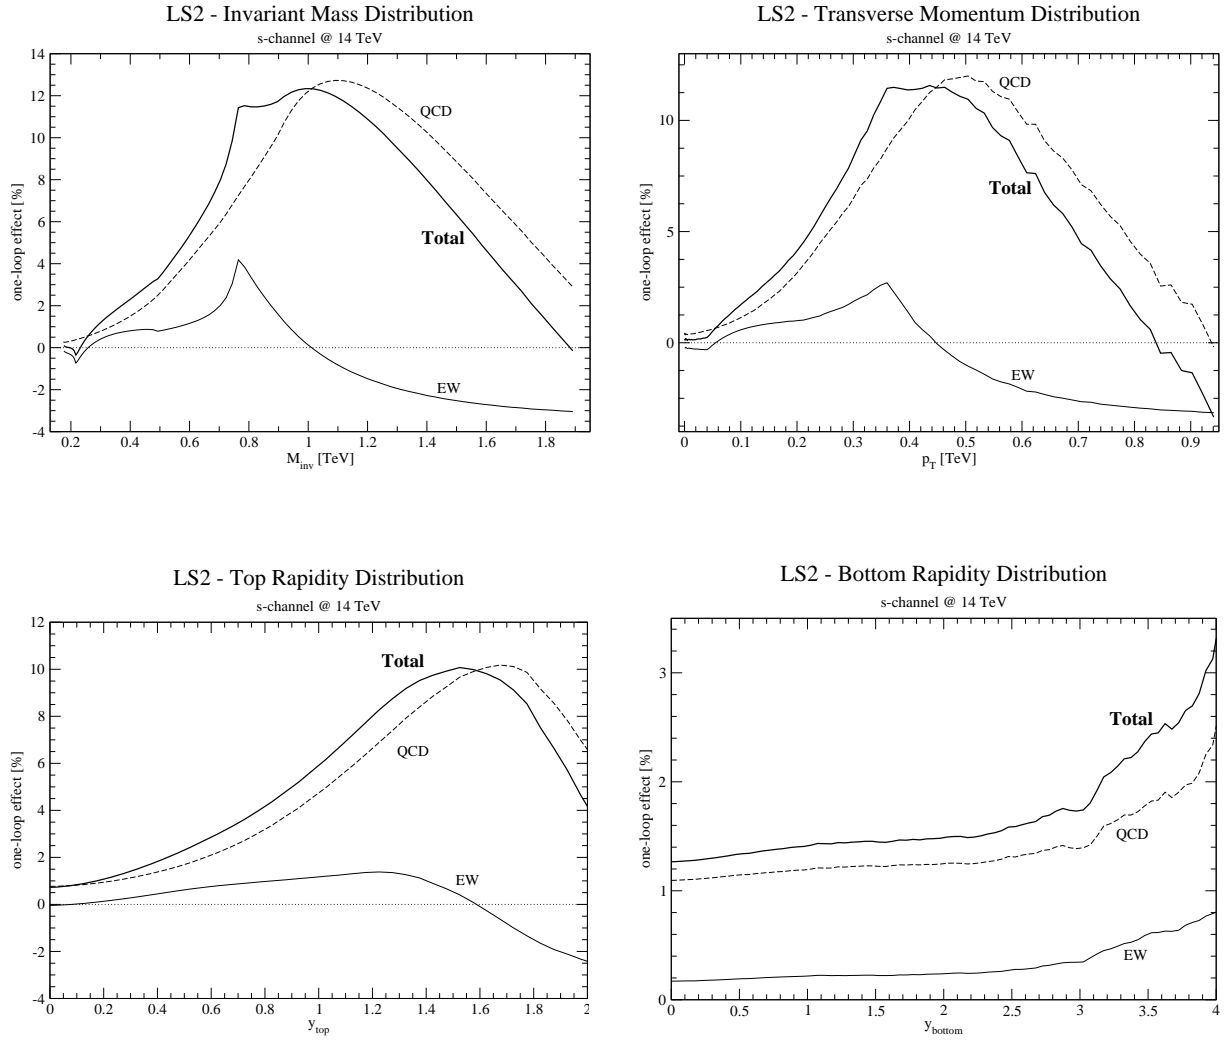 LS2 - Invariant Mass Distribution
s-channel @ 14 TeV
14
12
10
8
6
4
2
0
-2
-4
one-loop effect [%]
QCD
Total
EW
0.2 0.4 0.6 0.8 1 1.2 1.4 1.6 1.8
M_inv [TeV]
LS2 - Transverse Momentum Distribution
s-channel @ 14 TeV
10
5
0
one-loop effect [%]
QCD
Total
EW
0 0.1 0.2 0.3 0.4 0.5 0.6 0.7 0.8 0.9
p_T [TeV]
LS2 - Top Rapidity Distribution
s-channel @ 14 TeV
12
10
8
6
4
2
0
-2
-4
one-loop effect [%]
Total
QCD
EW
0 0.2 0.4 0.6 0.8 1 1.2 1.4 1.6 1.8 2
y_top
LS2 - Bottom Rapidity Distribution
s-channel @ 14 TeV
3
2
1
0
one-loop effect [%]
Total
QCD
EW
0 0.5 1 1.5 2 2.5 3 3.5 4
y_bottom